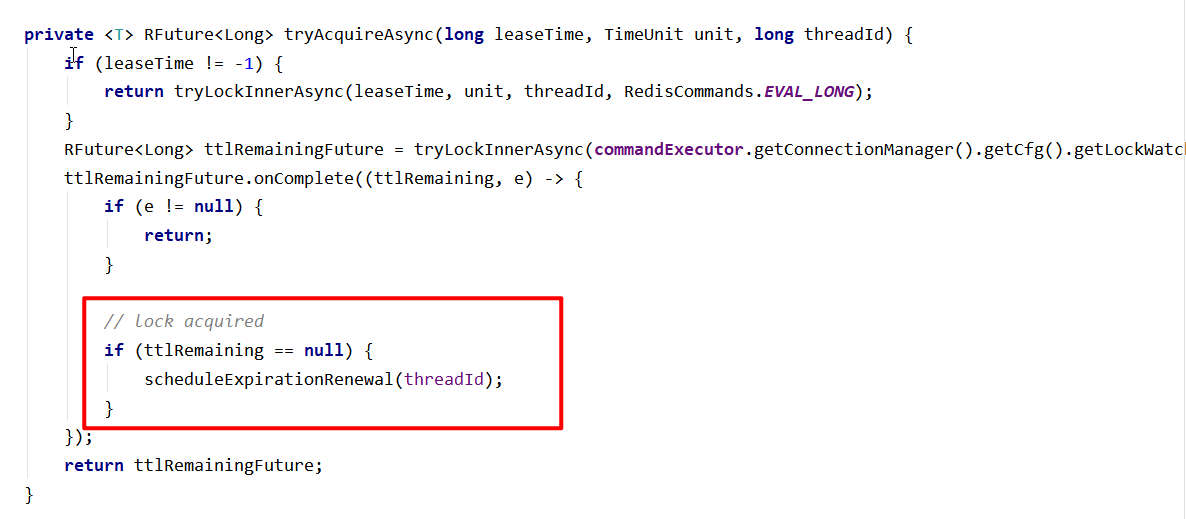 private <T> RFuture<Long> tryAcquireAsync(long leaseTime, TimeUnit unit, long threadId) {
if (leaseTime != -1) {
return tryLockInnerAsync(leaseTime, unit, threadId, RedisCommands.EVAL_LONG);
}
RFuture<Long> ttlRemainingFuture = tryLockInnerAsync(commandExecutor.getConnectionManager().getCfg().getLockWatc
ttlRemainingFuture.onComplete((ttlRemaining, e) -> {
if (e != null) {
return;
}
// lock acquired
if (ttlRemaining == null) {
scheduleExpirationRenewal(threadId);
}
});
return ttlRemainingFuture;
}